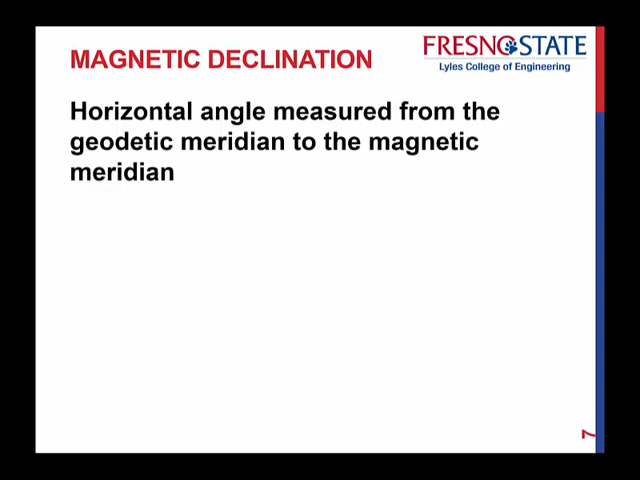 MAGNETIC DECLINATION
FRESNO STATE
Lyles College of Engineering
Horizontal angle measured from the
geodetic meridian to the magnetic
meridian
7